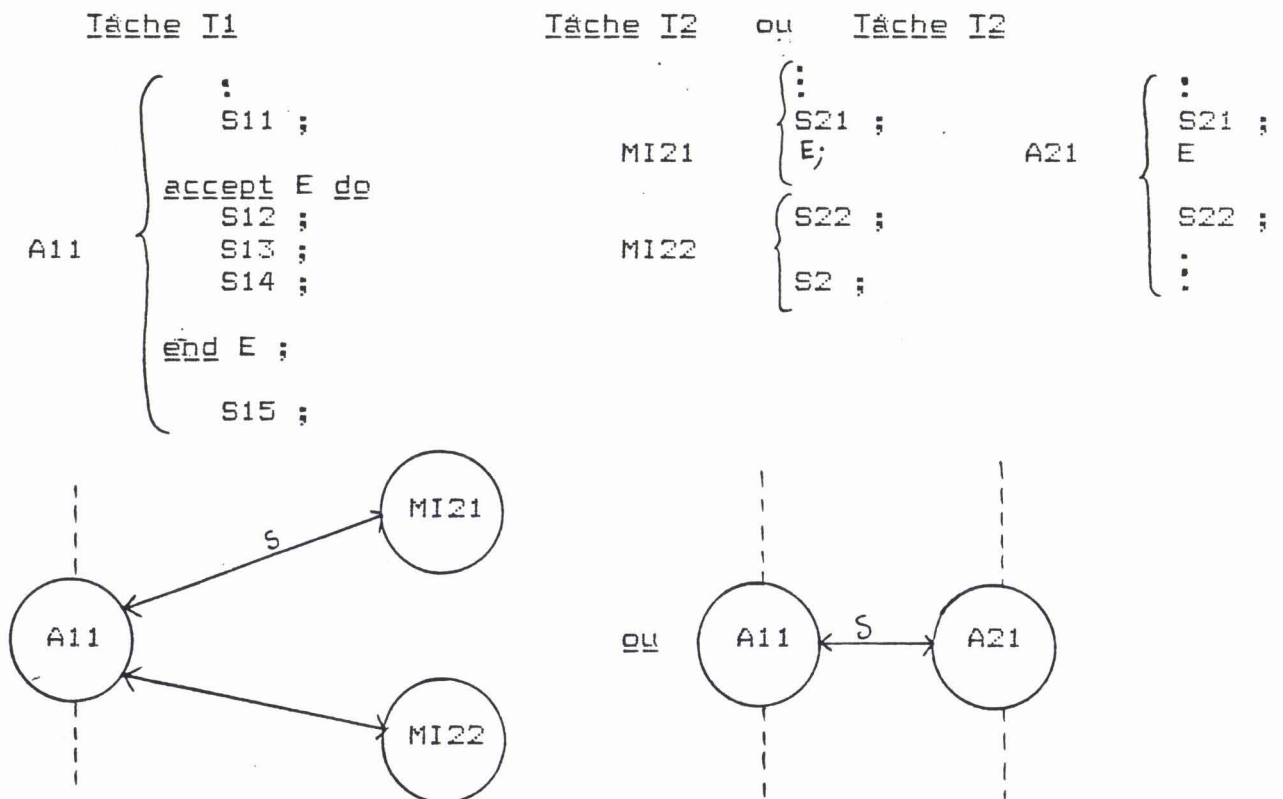 Tâche T1 Tâche T2 ou Tâche T2
:
S11 ; S21 ; S21 ;
MI21 E; A21 E
accept E do
S12 ; S22 ; S22 ;
A11 S13 ; MI22 :
S14 ; S2 ;
end E ;
S15 ;
MI21
S
A11 ou A11 S A21
MI22